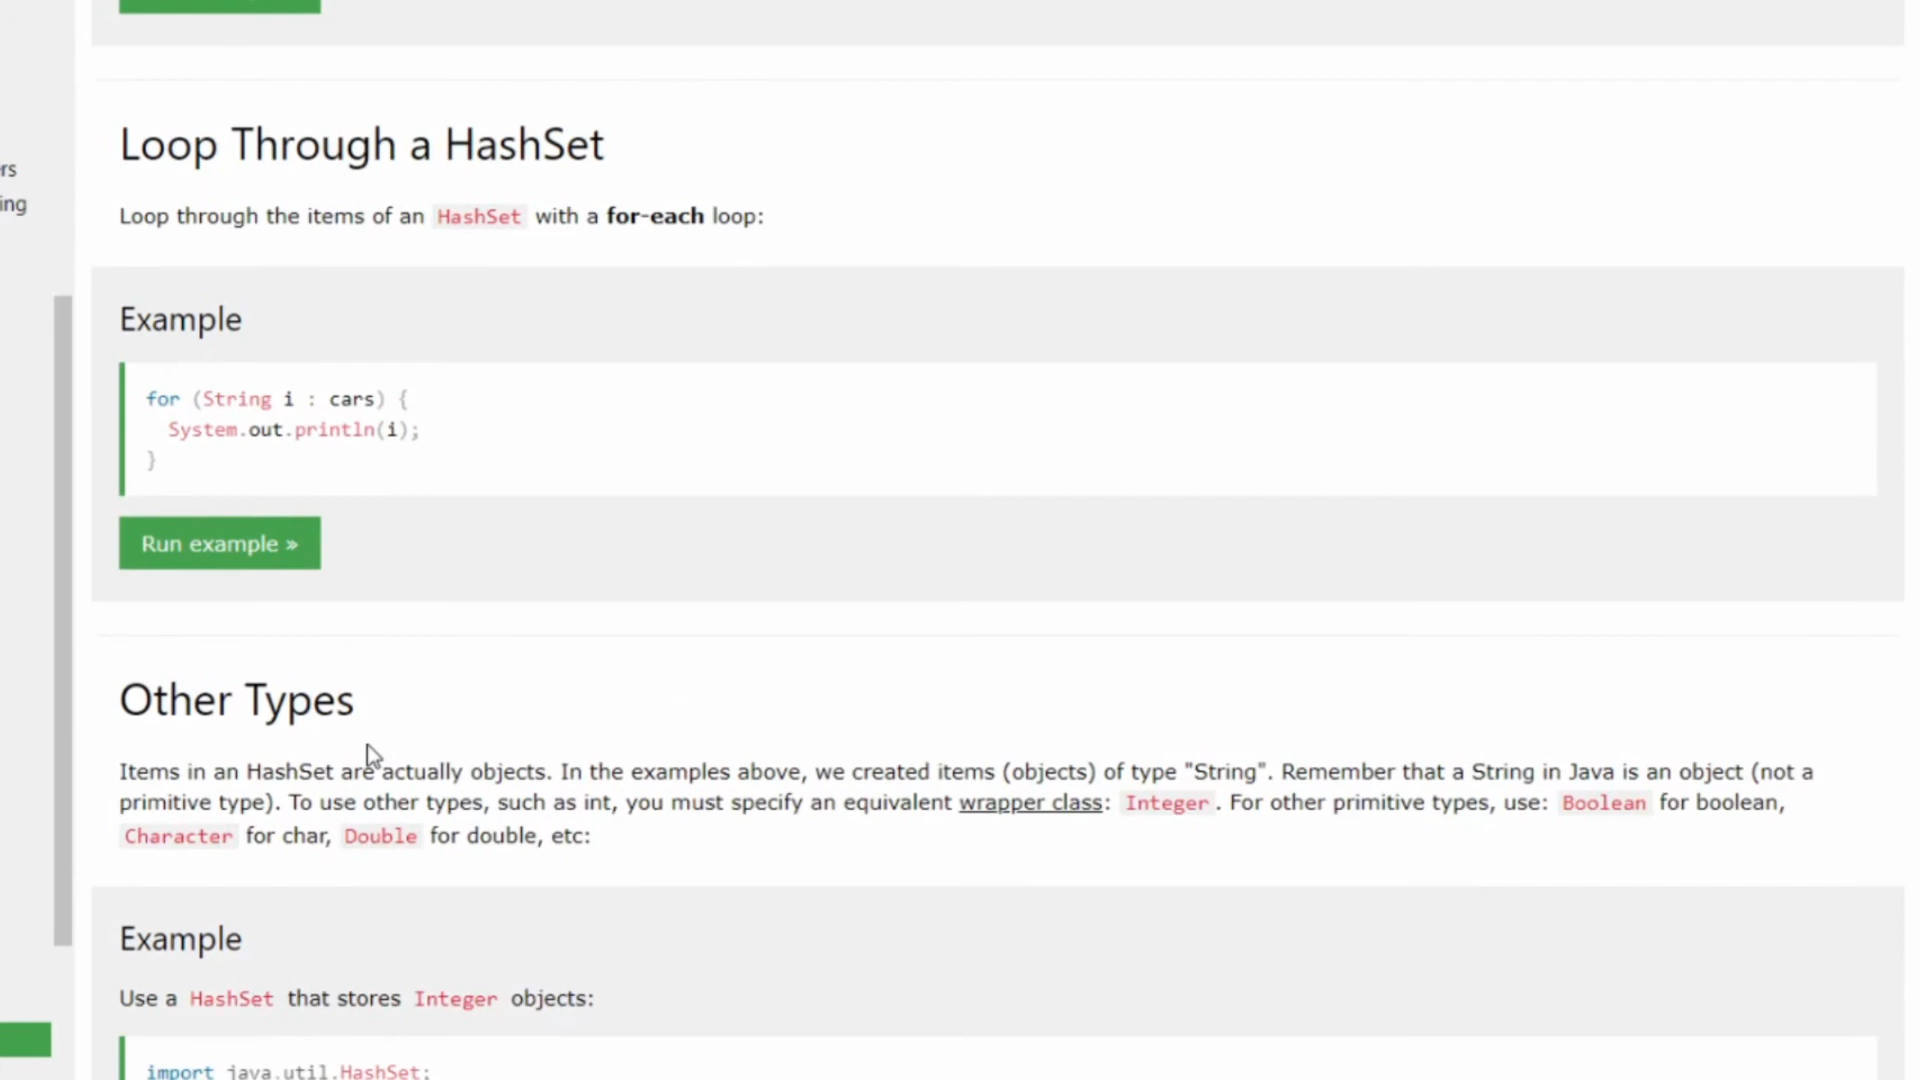 rs
ing
Loop Through a HashSet
Loop through the items of an HashSet with a for-each loop:
Example
for (String i : cars) {
  System.out.println(i);
}
Run example »
Other Types
Items in an HashSet are actually objects. In the examples above, we created items (objects) of type "String". Remember that a String in Java is an object (not a
primitive type). To use other types, such as int, you must specify an equivalent wrapper class: Integer. For other primitive types, use: Boolean for boolean,
Character for char, Double for double, etc:
Example
Use a HashSet that stores Integer objects:
import java.util.HashSet;